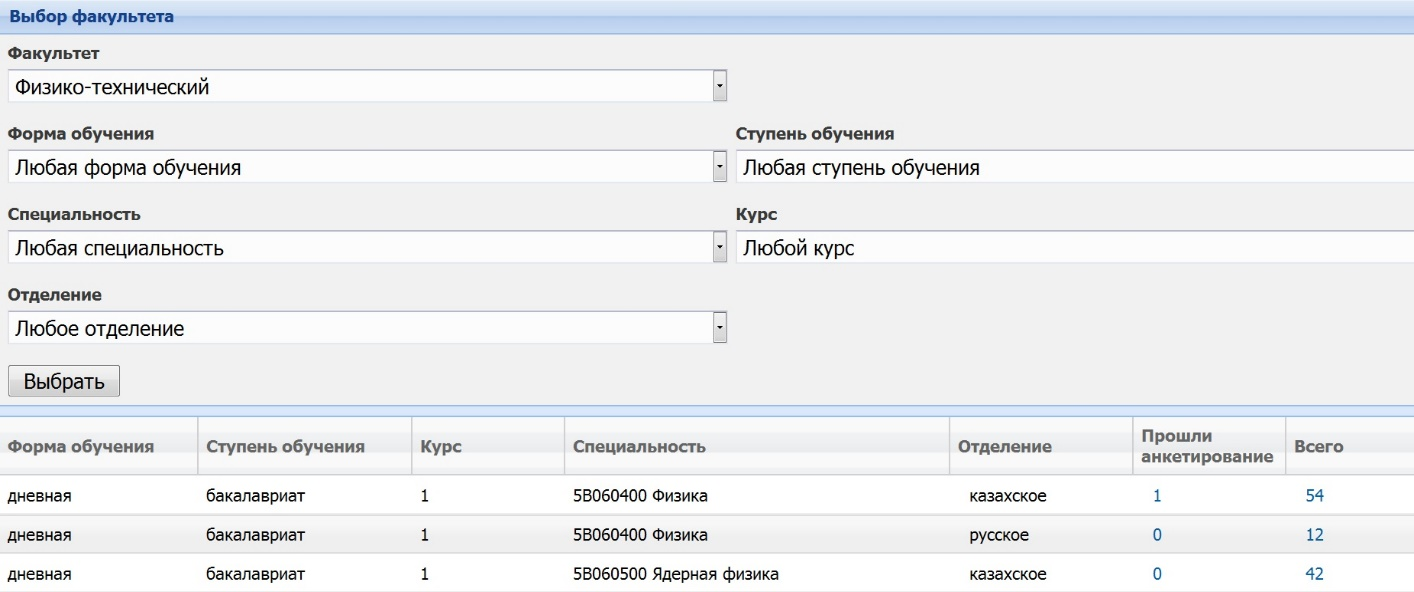 Выбор факультета
Факультет
Физико-технический
Форма обучения Ступень обучения
Любая форма обучения Любая ступень обучения
Специальность Курс
Любая специальность Любой курс
Отделение
Любое отделение
Выбрать
Форма обучения Ступень обучения Курс Специальность Отделение Прошли анкетирование Всего
дневная бакалавриат 1 5B060400 Физика казахское 1 54
дневная бакалавриат 1 5B060400 Физика русское 0 12
дневная бакалавриат 1 5B060500 Ядерная физика казахское 0 42